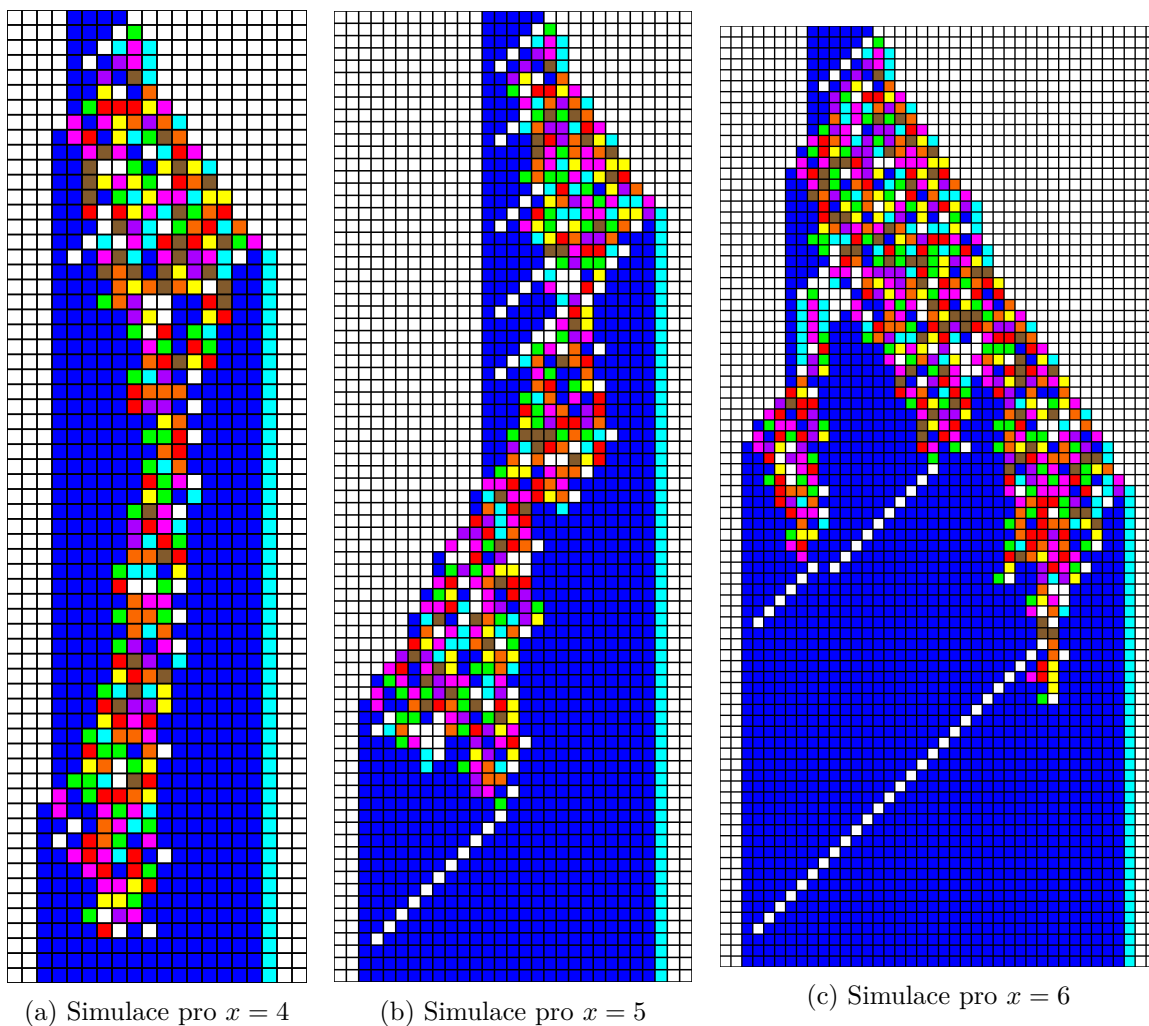 (a) Simulace pro x = 4
(b) Simulace pro x = 5
(c) Simulace pro x = 6